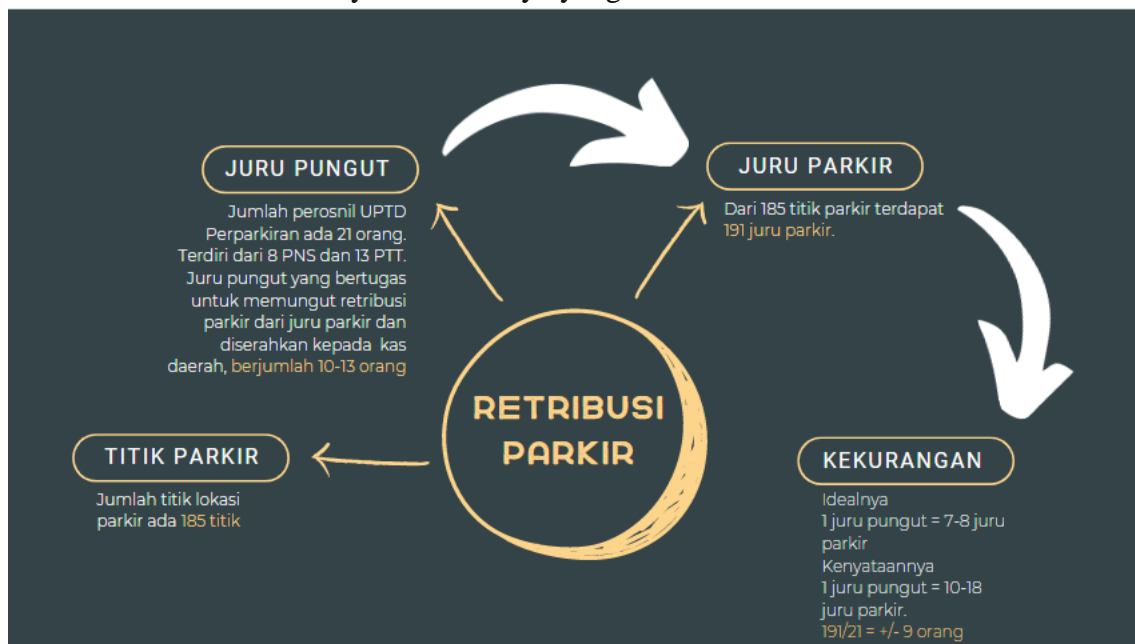 JURU PUNGUT
Jumlah perosnil UPTD
Perparkiran ada 21 orang.
Terdiri dari 8 PNS dan 13 PTT.
Juru pungut yang bertugas
untuk memungut retribusi
parkir dari juru parkir dan
diserahkan kepada kas
daerah, berjumlah 10-13 orang
JURU PARKIR
Dari 185 titik parkir terdapat
191 juru parkir.
RETRIBUSI
PARKIR
TITIK PARKIR
Jumlah titik lokasi
parkir ada 185 titik
KEKURANGAN
Idealnya
1 juru pungut = 7-8 juru
parkir
Kenyataannya
1 juru pungut = 10-18
juru parkir.
191/21 = +/- 9 orang